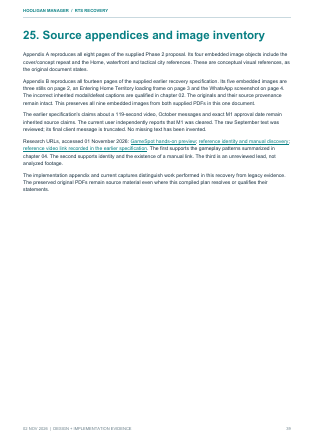 HOOLIGAN MANAGER / RTS RECOVERY
25. Source appendices and image inventory
Appendix A reproduces all eight pages of the supplied Phase 2 proposal. Its four embedded image objects include the
cover/concept repeat and the Home, waterfront and tactical city references. These are conceptual visual references, as
the original document states.
Appendix B reproduces all fourteen pages of the supplied earlier recovery specification. Its five embedded images are
three stills on page 2, an Entering Home Territory loading frame on page 3 and the WhatsApp screenshot on page 4.
The incorrect inherited modal/defeat captions are qualified in chapter 02. The originals and their source provenance
remain intact. This preserves all nine embedded images from both supplied PDFs in this one document.
The earlier specification's claims about a 119-second video, October messages and exact M1 approval date remain
inherited source claims. The current user independently reports that M1 was cleared. The raw September text was
reviewed; its final client message is truncated. No missing text has been invented.
Research URLs, accessed 01 November 2026: GameSpot hands-on preview; reference identity and manual discovery;
reference video link recorded in the earlier specification. The first supports the gameplay patterns summarized in
chapter 04. The second supports identity and the existence of a manual link. The third is an unreviewed lead, not
analyzed footage.
The implementation appendix and current captures distinguish work performed in this recovery from legacy evidence.
The preserved original PDFs remain source material even where this compiled plan resolves or qualifies their
statements.
02 NOV 2026 | DESIGN + IMPLEMENTATION EVIDENCE